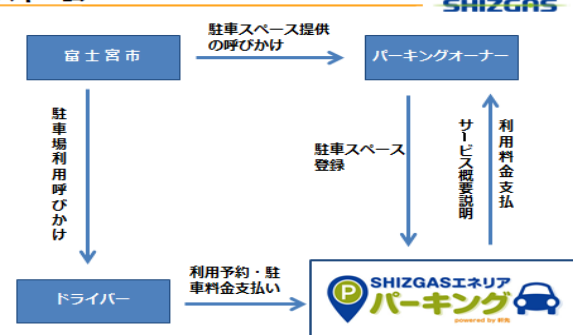 SHIZGAS
駐車スペース提供
の呼びかけ
富士宮市
パーキングオーナー
駐車場利用呼びかけ
駐車スペース
登録
サービス概要説明
利用料金支払
利用予約・駐
車料金支払い
ドライバー
SHIZGASエネリア
P
パーキング